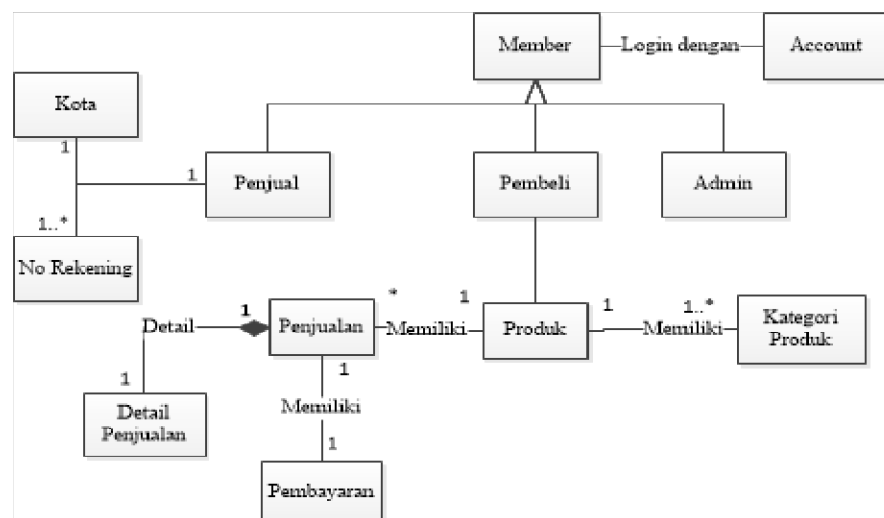 Member
Login dengan
Account
Kota
1
1
Penjual
Pembeli
Admin
1..*
No Rekening
Detail
1
Penjualan
*
Memiliki
1
Produk
1
1..*
Memiliki
Kategori
Produk
1
1
Memiliki
Detail
Penjualan
1
Pembayaran